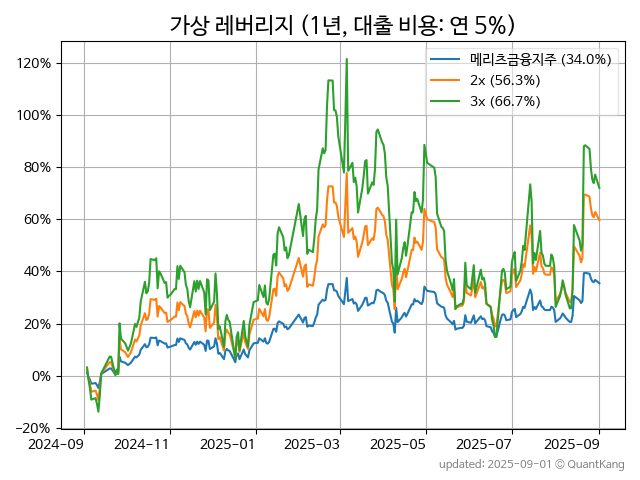 가상 레버리지 (1년, 대출 비용: 연 5%)
메리츠금융지주 (34.0%)
2x (56.3%)
3x (66.7%)
120%
100%
80%
60%
40%
20%
0%
−20%
2024-09 2024-11 2025-01 2025-03 2025-05 2025-07 2025-09
updated: 2025-09-01 © QuantKang